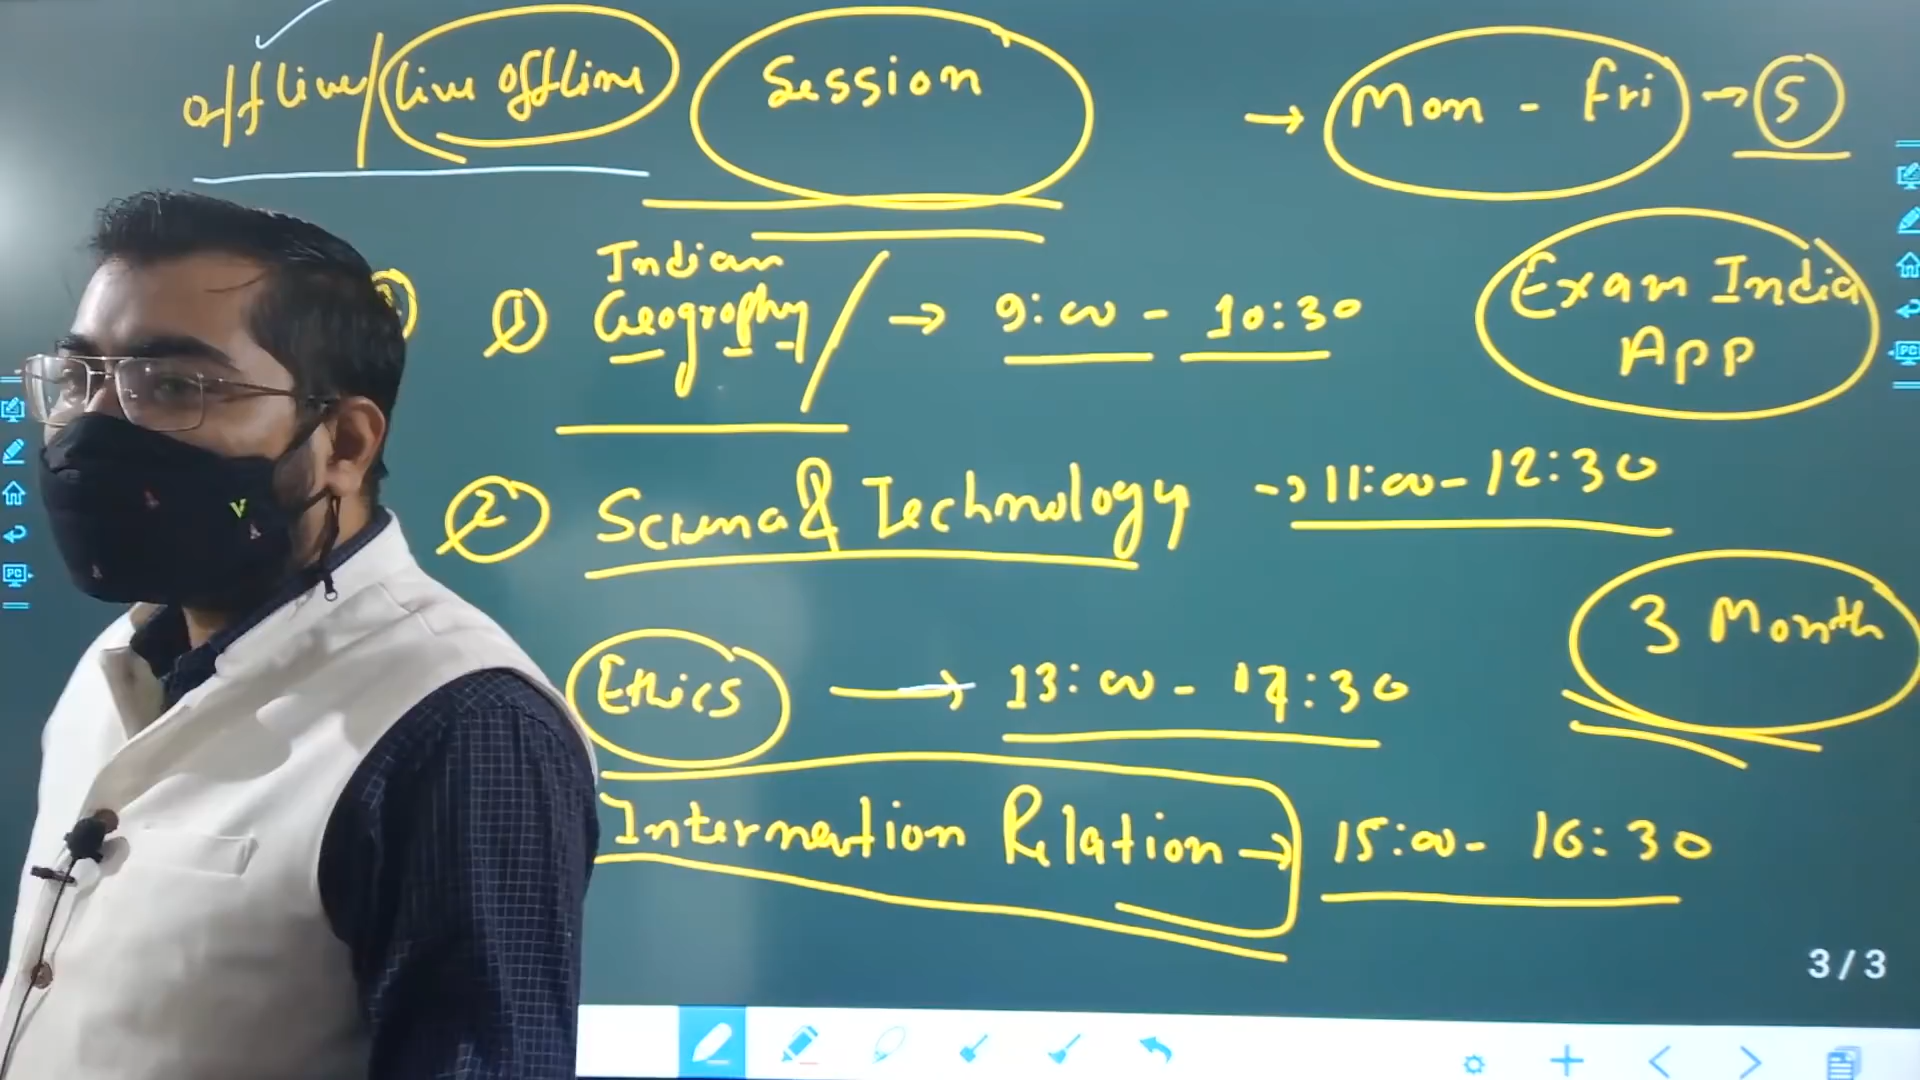 offline/live offline Session → Mon - Fri → 5
① Indian Geography / → 9:00 - 10:30
Exam India
App
② Science & Technology → 11:00 - 12:30
3 Month
Ethics → 13:00 - 14:30
Internation Relation → 15:00 - 16:30
3/3